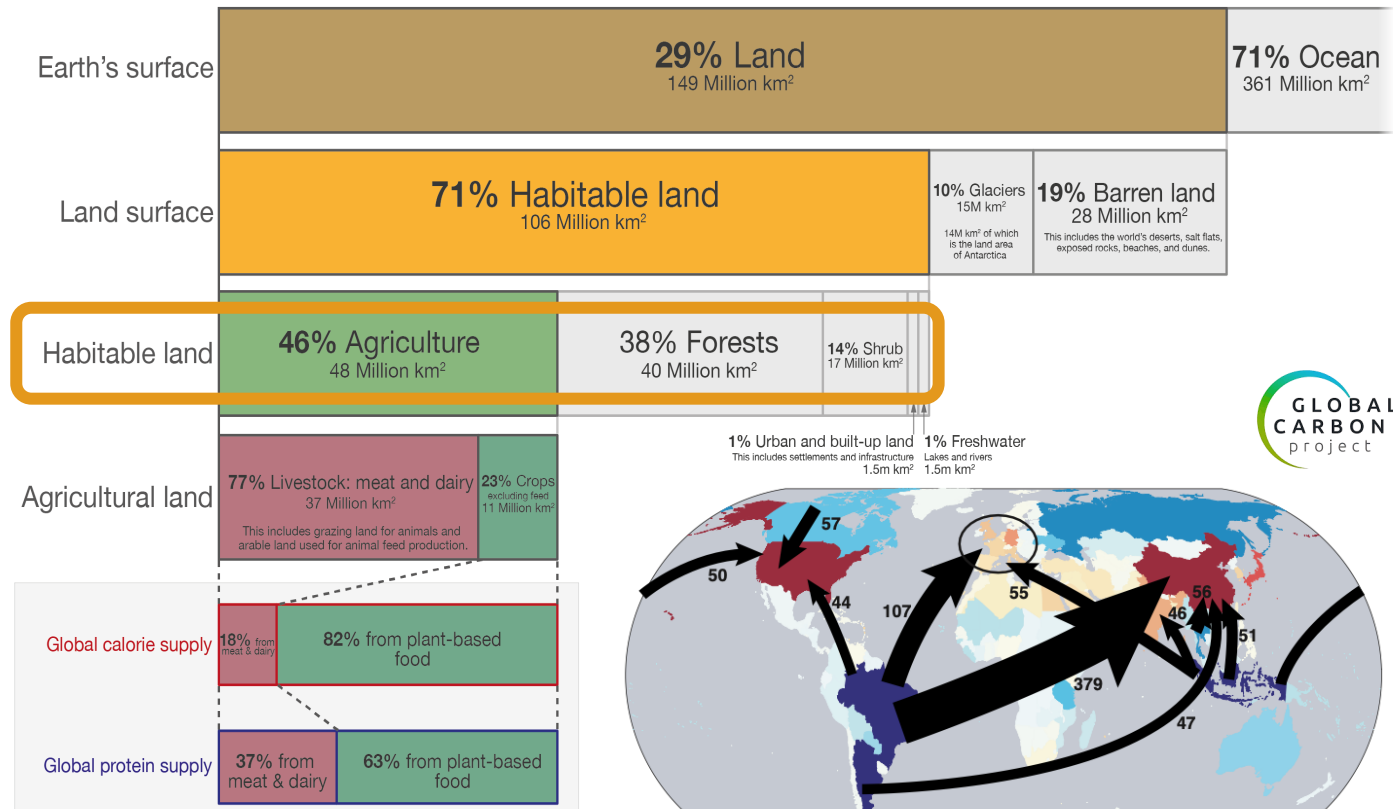 Earth's surface
29% Land
149 Million km²
71% Ocean
361 Million km²
Land surface
71% Habitable land
106 Million km²
10% Glaciers
15M km²
14M km² of which
is the land area
of Antarctica
19% Barren land
28 Million km²
This includes the world's deserts, salt flats,
exposed rocks, beaches, and dunes.
Habitable land
46% Agriculture
48 Million km²
38% Forests
40 Million km²
14% Shrub
17 Million km²
1% Urban and built-up land
This includes settlements and infrastructure
1.5m km²
1% Freshwater
Lakes and rivers
1.5m km²
Agricultural land
77% Livestock: meat and dairy
37 Million km²
This includes grazing land for animals and
arable land used for animal feed production.
23% Crops
excluding feed
11 Million km²
Global calorie supply
18% from
meat & dairy
82% from plant-based
food
Global protein supply
37% from
meat & dairy
63% from plant-based
food
GLOBAL
CARBON
project
57
50
44
107
55
56
46
51
379
47